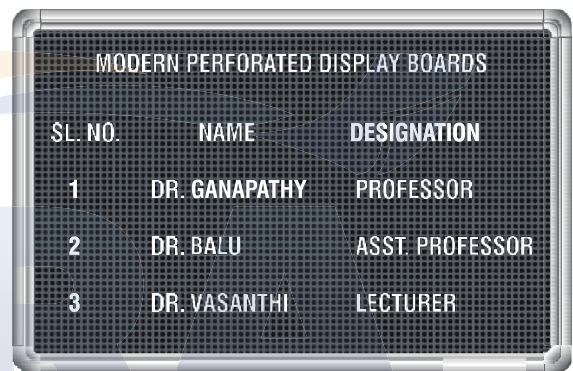 MODERN PERFORATED DISPLAY BOARDS
SL. NO. NAME DESIGNATION
1 DR. GANAPATHY PROFESSOR
2 DR. BALU ASST. PROFESSOR
3 DR. VASANTHI LECTURER